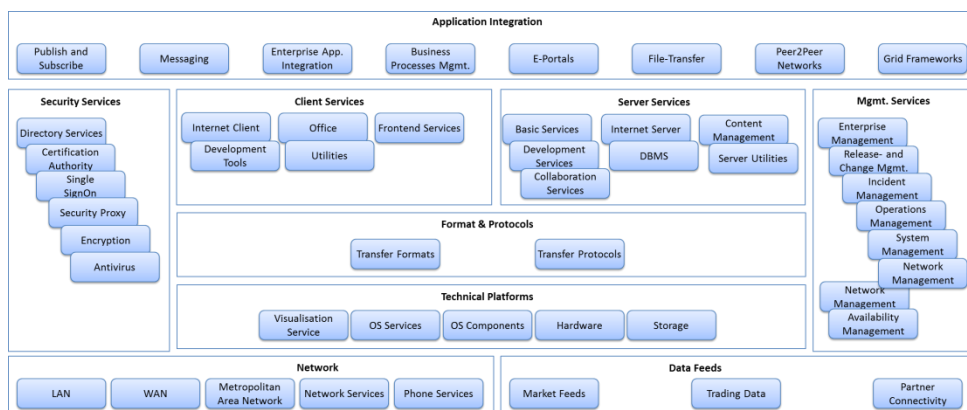 Application Integration
Publish and
Subscribe
Messaging
Enterprise App.
Integration
Business
Processes Mgmt.
E-Portals
File-Transfer
Peer2Peer
Networks
Grid Frameworks
Security Services
Directory Services
Certification
Authority
Single
SignOn
Security Proxy
Encryption
Antivirus
Client Services
Internet Client
Office
Frontend Services
Development
Tools
Utilities
Server Services
Basic Services
Internet Server
Content
Management
Development
Services
DBMS
Server Utilities
Collaboration
Services
Mgmt. Services
Enterprise
Management
Release- and
Change Mgmt.
Incident
Management
Operations
Management
System
Management
Network
Management
Network
Management
Availability
Management
Format & Protocols
Transfer Formats
Transfer Protocols
Technical Platforms
Visualisation
Service
OS Services
OS Components
Hardware
Storage
Network
LAN
WAN
Metropolitan
Area Network
Network Services
Phone Services
Data Feeds
Market Feeds
Trading Data
Partner
Connectivity